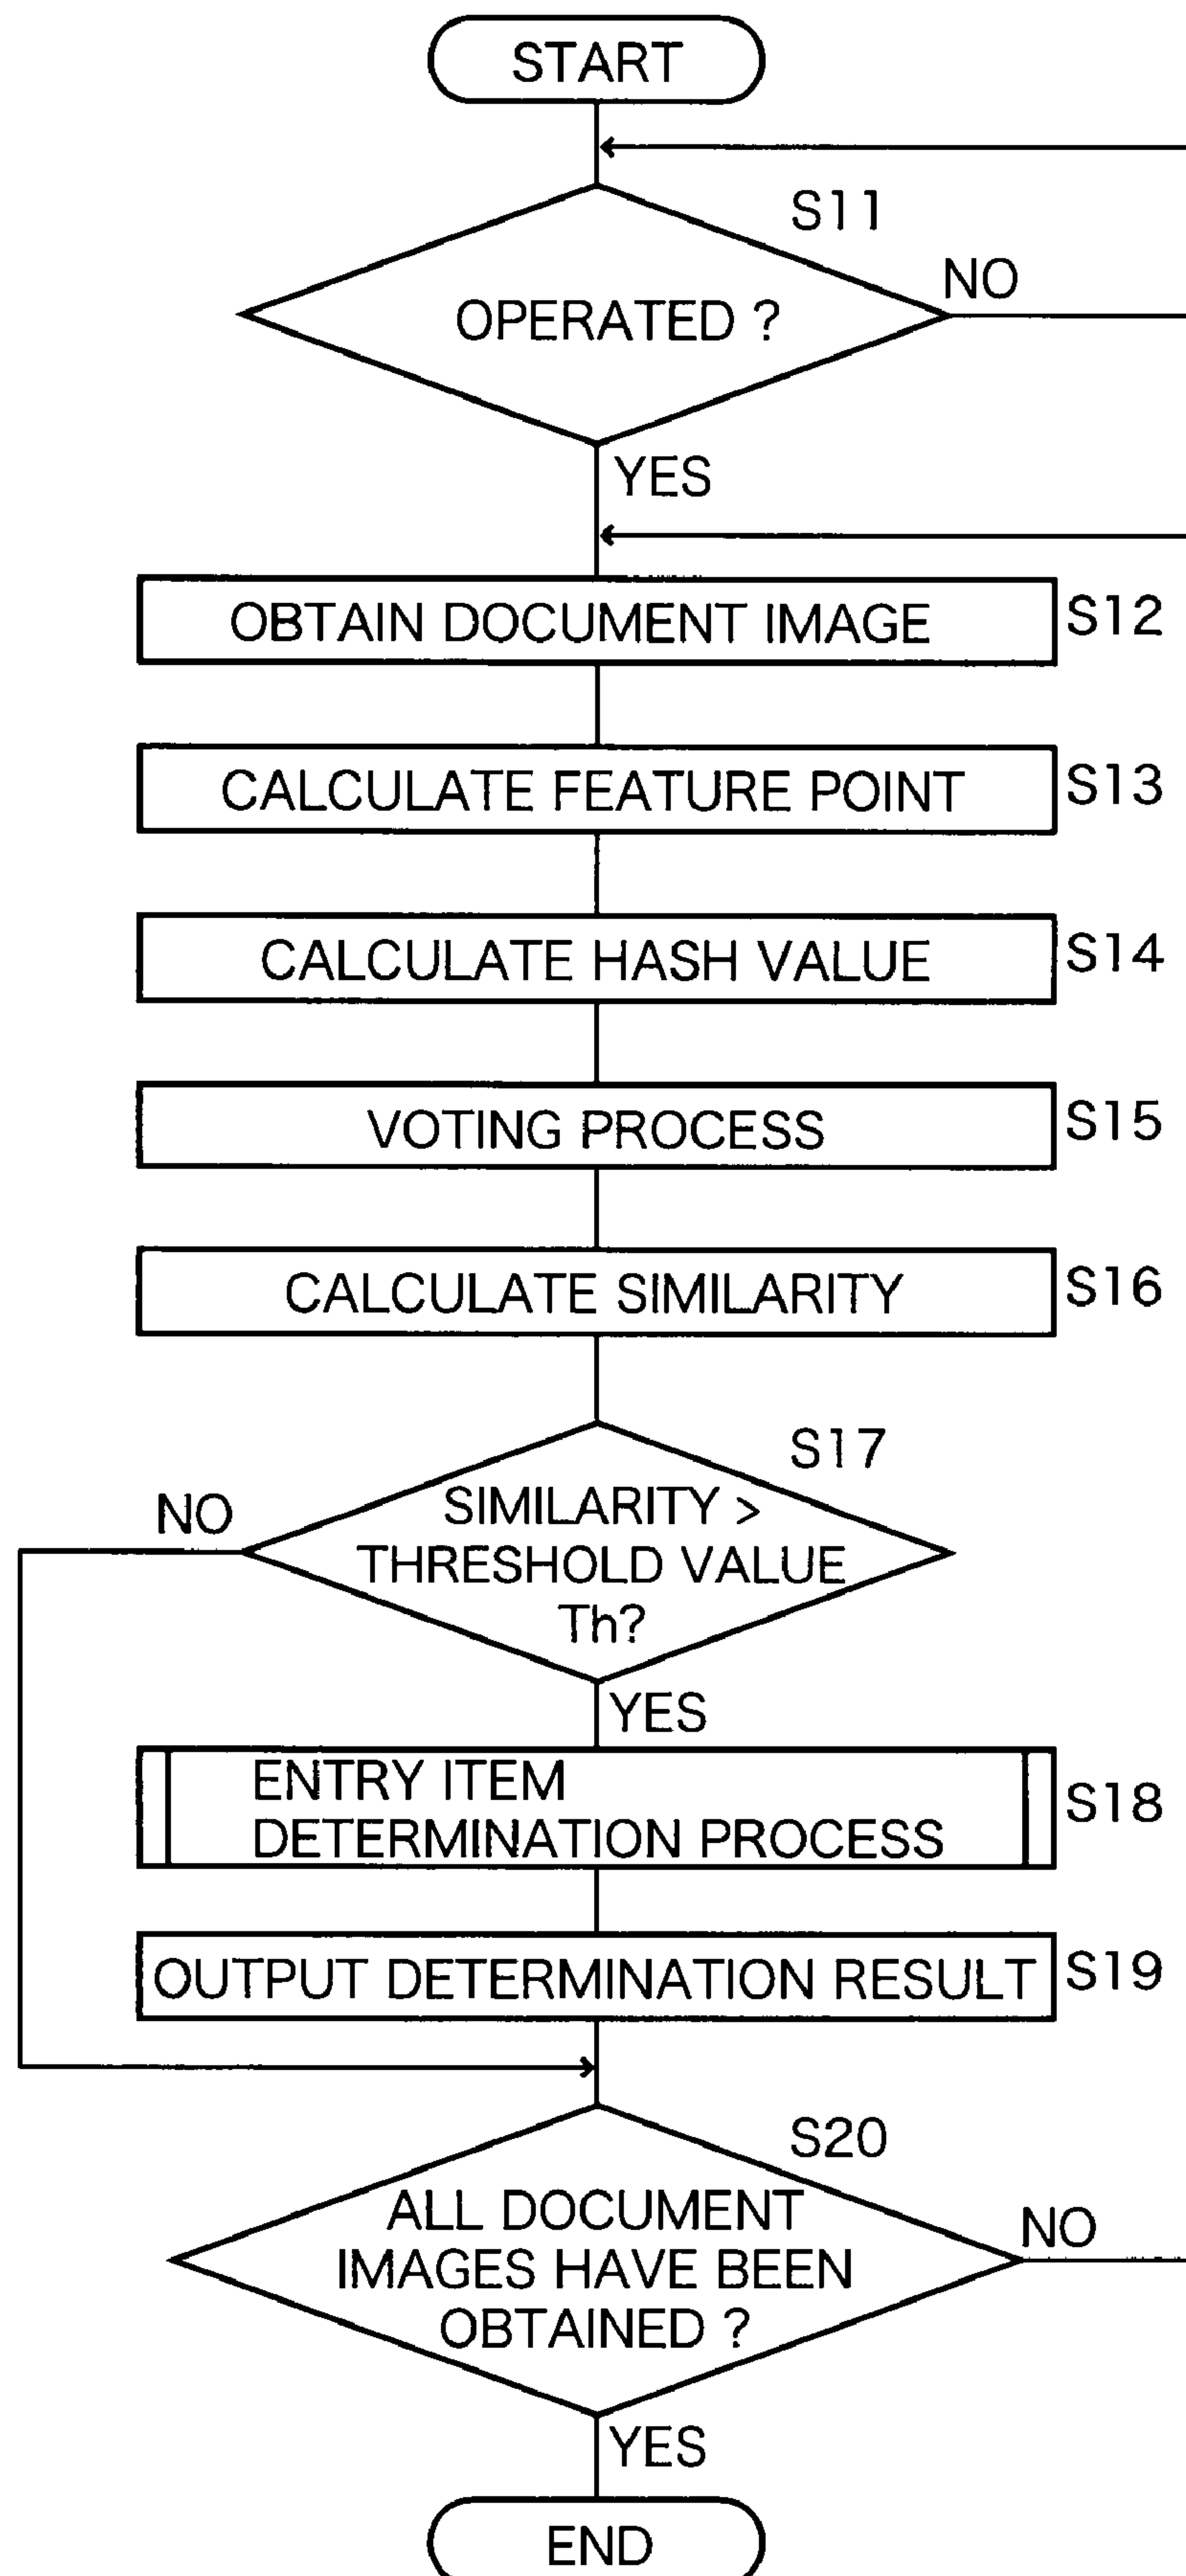 START
S11
NO
OPERATED ?
YES
OBTAIN DOCUMENT IMAGE
S12
CALCULATE FEATURE POINT
S13
CALCULATE HASH VALUE
S14
VOTING PROCESS
S15
CALCULATE SIMILARITY
S16
S17
NO
SIMILARITY >
THRESHOLD VALUE
Th?
YES
ENTRY ITEM
DETERMINATION PROCESS
S18
OUTPUT DETERMINATION RESULT
S19
S20
ALL DOCUMENT
NO
IMAGES HAVE BEEN
OBTAINED ?
YES
END